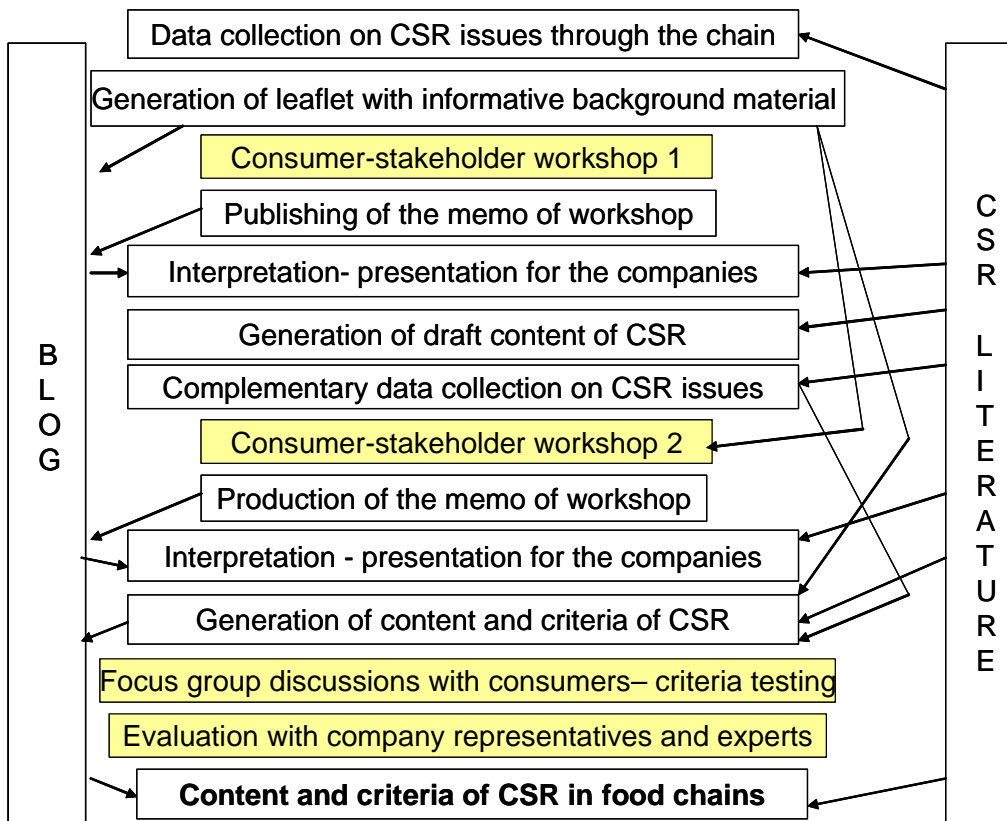 Data collection on CSR issues through the chain
Generation of leaflet with informative background material
Consumer-stakeholder workshop 1
Publishing of the memo of workshop
Interpretation- presentation for the companies
Generation of draft content of CSR
Complementary data collection on CSR issues
Consumer-stakeholder workshop 2
Production of the memo of workshop
Interpretation - presentation for the companies
Generation of content and criteria of CSR
Focus group discussions with consumers– criteria testing
Evaluation with company representatives and experts
Content and criteria of CSR in food chains
BLOG
CSR LITERATURE